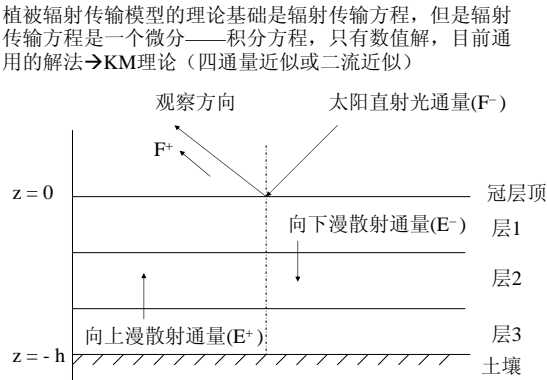 植被辐射传输模型的理论基础是辐射传输方程，但是辐射
传输方程是一个微分——积分方程，只有数值解，目前通
用的解法→KM理论（四通量近似或二流近似）
观察方向 太阳直射光通量(F⁻)
F⁺
z = 0 冠层顶
向下漫散射通量(E⁻) 层1
层2
向上漫散射通量(E⁺) 层3
z = - h 土壤